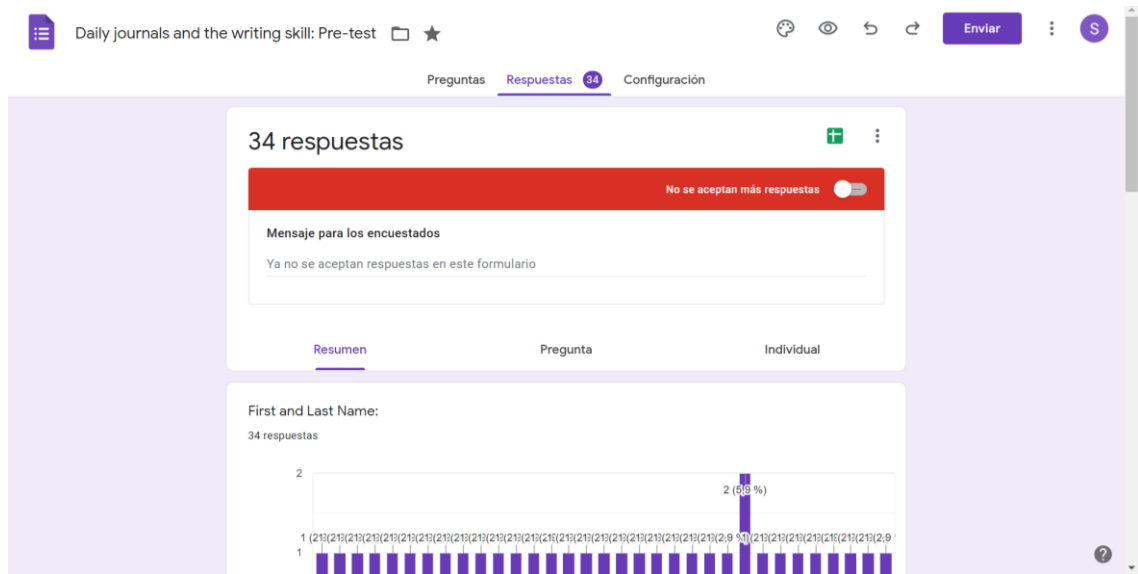 Daily journals and the writing skill: Pre-test
Enviar
S
Preguntas Respuestas 34 Configuración
34 respuestas
No se aceptan más respuestas
Mensaje para los encuestados
Ya no se aceptan respuestas en este formulario
Resumen Pregunta Individual
First and Last Name:
34 respuestas
2
2 (5,9 %)
1